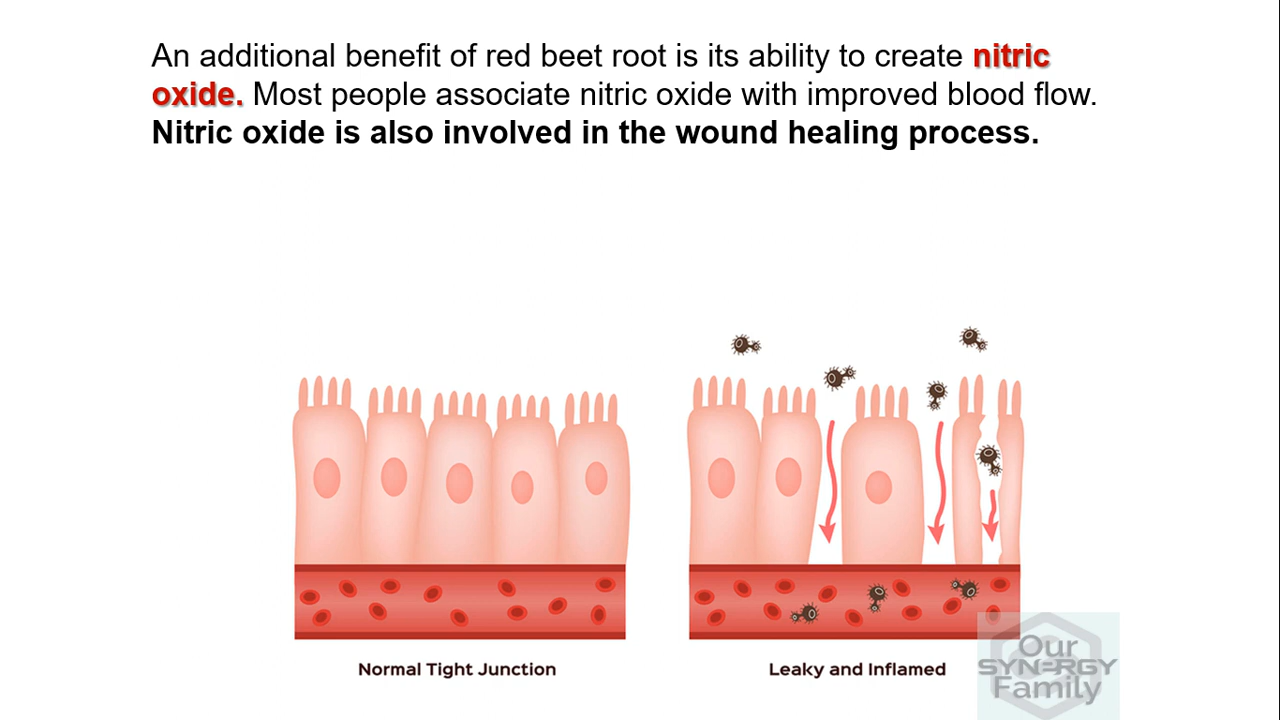 An additional benefit of red beet root is its ability to create nitric
oxide. Most people associate nitric oxide with improved blood flow.
Nitric oxide is also involved in the wound healing process.
Normal Tight Junction
Leaky and Inflamed
Our
SYNERGY
Family